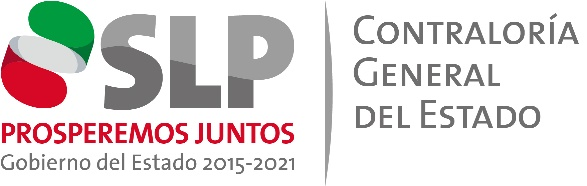 SLP
PROSPEREMOS JUNTOS
Gobierno del Estado 2015-2021
CONTRALORÍA
GENERAL
DEL ESTADO